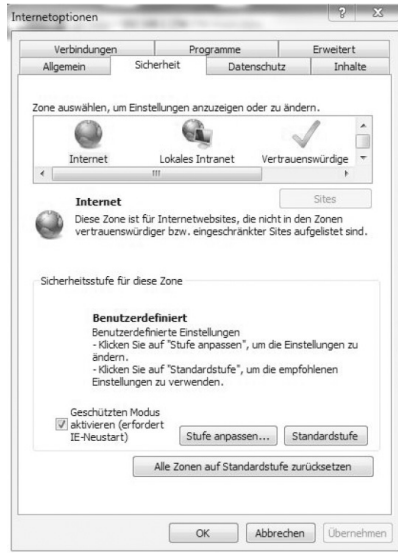 Internetoptionen
Verbindungen Programme Erweitert
Allgemein Sicherheit Datenschutz Inhalte
Zone auswählen, um Einstellungen anzuzeigen oder zu ändern.
Internet Lokales Intranet Vertrauenswürdige
Internet
Sites
Diese Zone ist für Internetwebsites, die nicht in den Zonen
vertrauenswürdiger bzw. eingeschränkter Sites aufgelistet sind.
Sicherheitsstufe für diese Zone
Benutzerdefiniert
Benutzerdefinierte Einstellungen
- Klicken Sie auf "Stufe anpassen", um die Einstellungen zu
ändern.
- Klicken Sie auf "Standardstufe", um die empfohlenen
Einstellungen zu verwenden.
Geschützten Modus
aktivieren (erfordert
IE-Neustart)
Stufe anpassen... Standardstufe
Alle Zonen auf Standardstufe zurücksetzen
OK Abbrechen Übernehmen